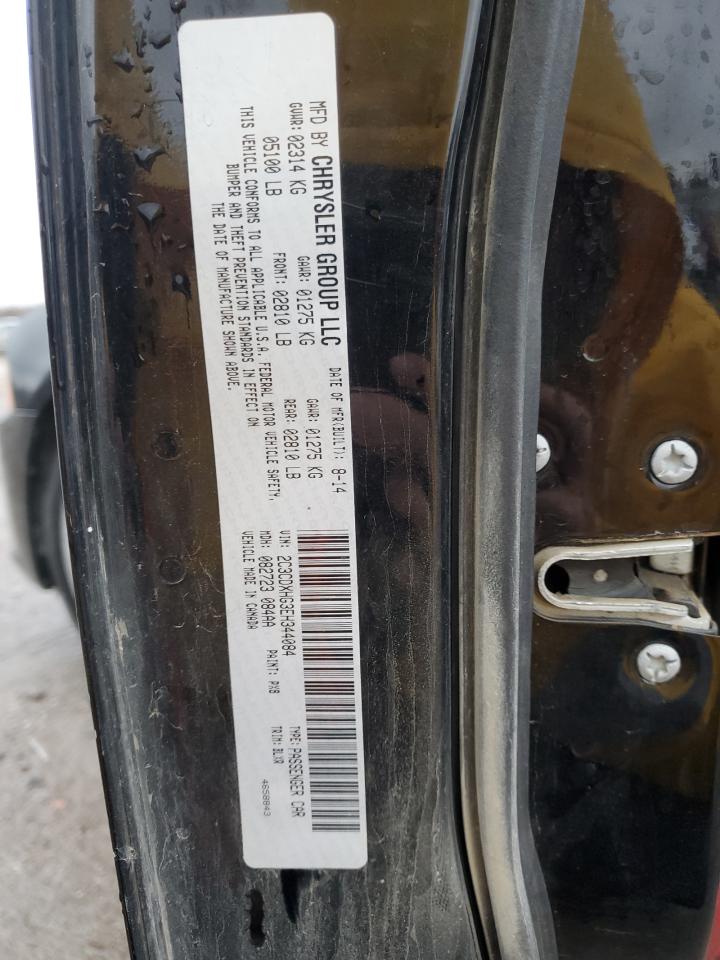 MFD BY CHRYSLER GROUP LLC DATE OF MFR(BUILT): 8-14
GVWR: 02314 KG GAWR: 01275 KG GAWR: 01275 KG
05100 LB FRONT: 02810 LB REAR: 02810 LB
THIS VEHICLE CONFORMS TO ALL APPLICABLE U.S.A. FEDERAL MOTOR VEHICLE SAFETY,
BUMPER AND THEFT PREVENTION STANDARDS IN EFFECT ON
THE DATE OF MANUFACTURE SHOWN ABOVE.
VIN: 2C3CDXHG3EH344084 TYPE: PASSENGER CAR
MDH: 082723 084AA PAINT: PX8 TRIM: BLXR
VEHICLE MADE IN CANADA
4658843